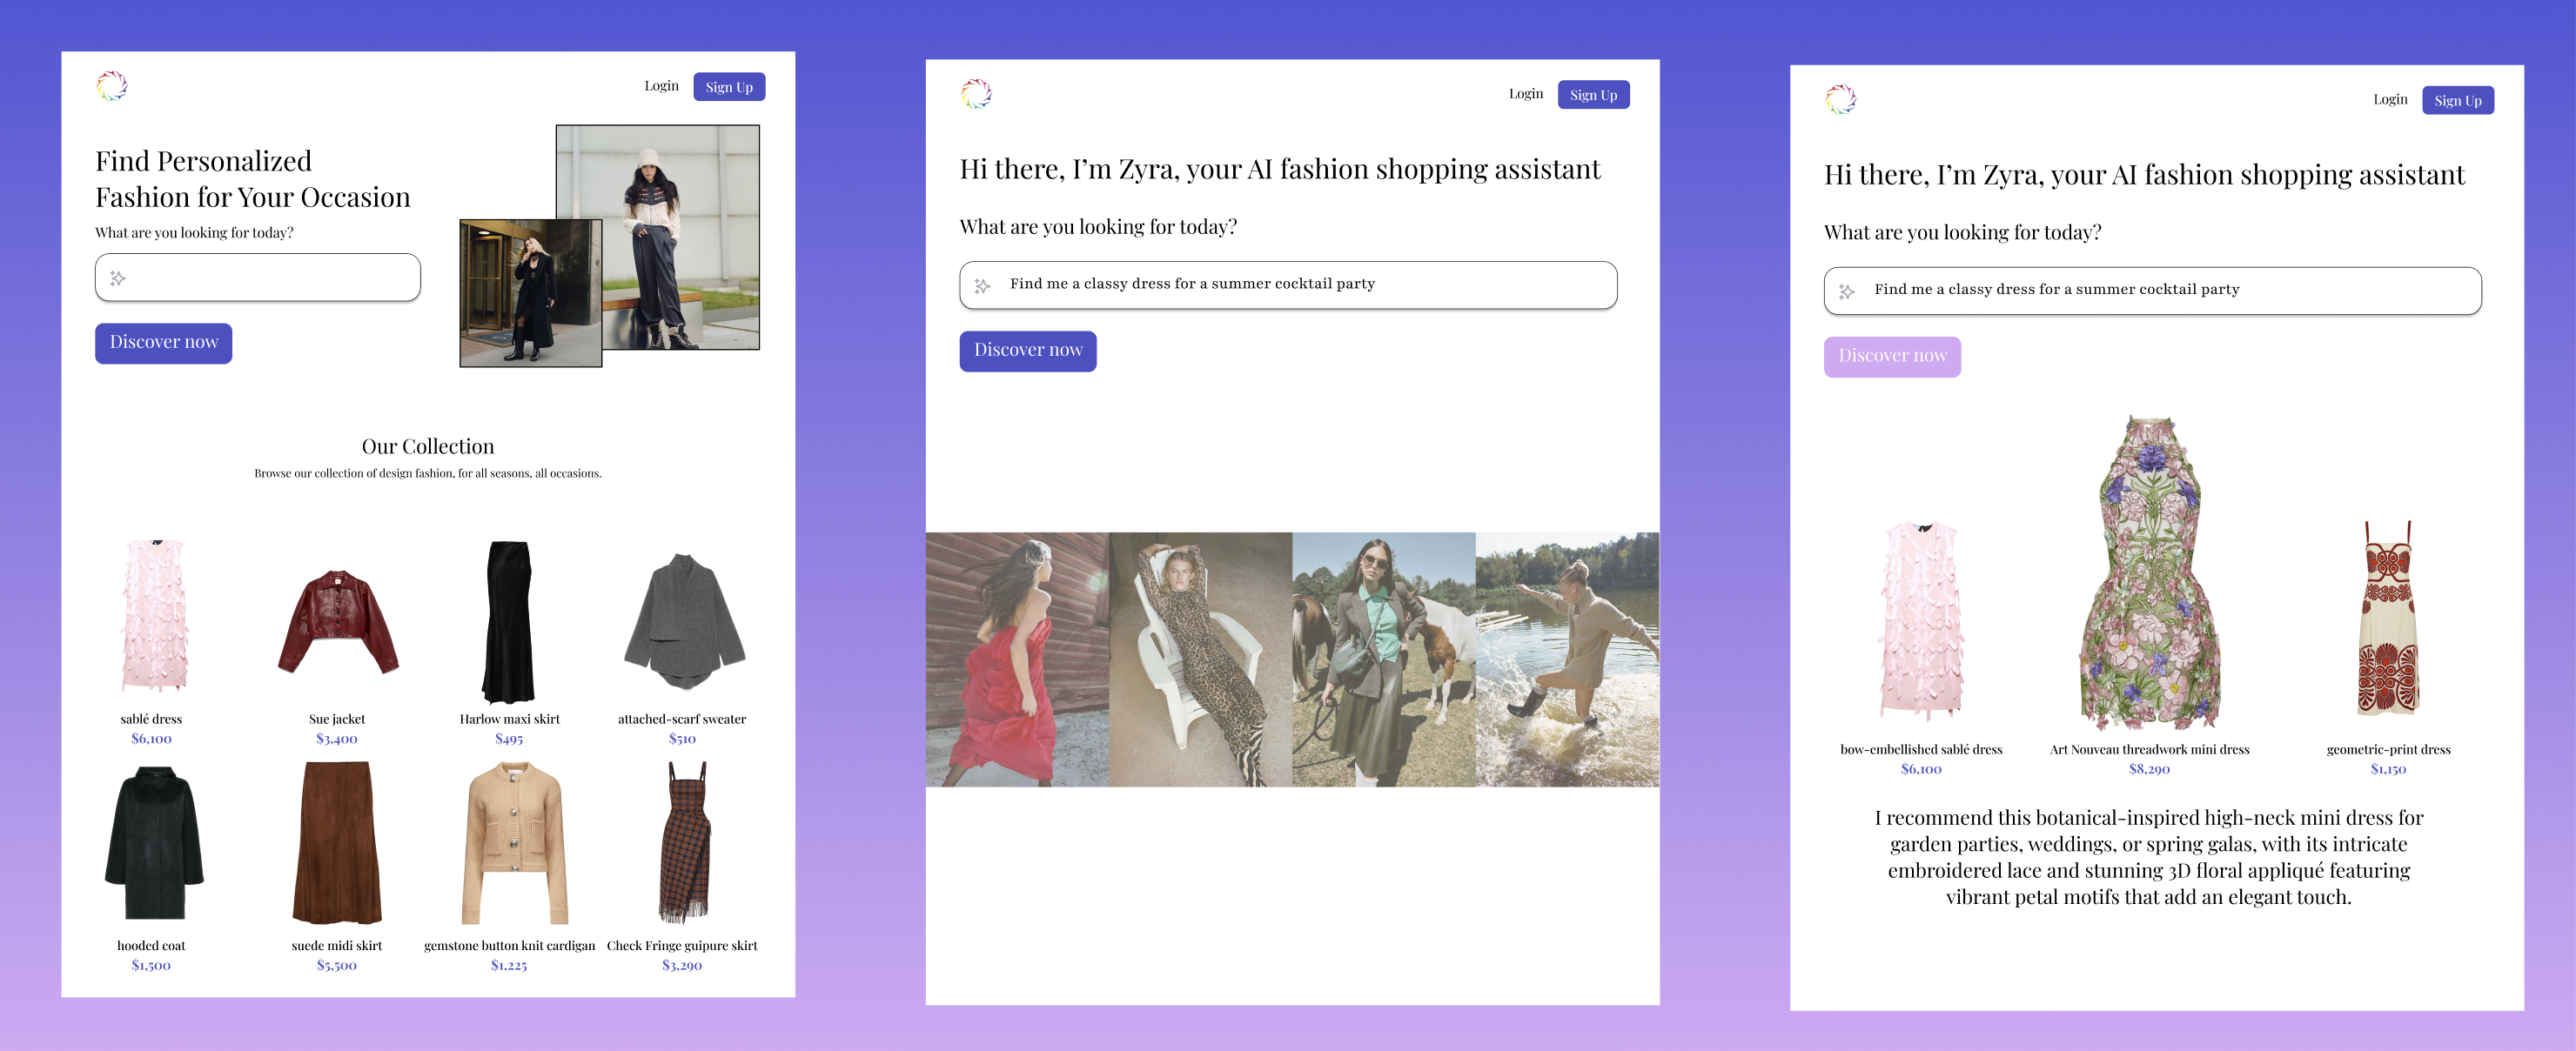 Login
Sign Up
Find Personalized
Fashion for Your Occasion
What are you looking for today?
Discover now
Our Collection
Browse our collection of design fashion, for all seasons, all occasions.
sablé dress
$6,100
Sue jacket
$3,400
Harlow maxi skirt
$495
attached-scarf sweater
$510
hooded coat
$1,500
suede midi skirt
$5,500
gemstone button knit cardigan
$1,225
Check Fringe guipure skirt
$3,290
Login
Sign Up
Hi there, I’m Zyra, your AI fashion shopping assistant
What are you looking for today?
Find me a classy dress for a summer cocktail party
Discover now
Login
Sign Up
Hi there, I’m Zyra, your AI fashion shopping assistant
What are you looking for today?
Find me a classy dress for a summer cocktail party
Discover now
bow-embellished sablé dress
$6,100
Art Nouveau threadwork mini dress
$8,290
geometric-print dress
$1,150
I recommend this botanical-inspired high-neck mini dress for
garden parties, weddings, or spring galas, with its intricate
embroidered lace and stunning 3D floral appliqué featuring
vibrant petal motifs that add an elegant touch.